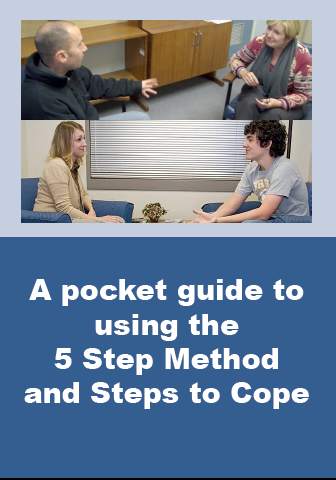 A pocket guide to
using the
5 Step Method
and Steps to Cope